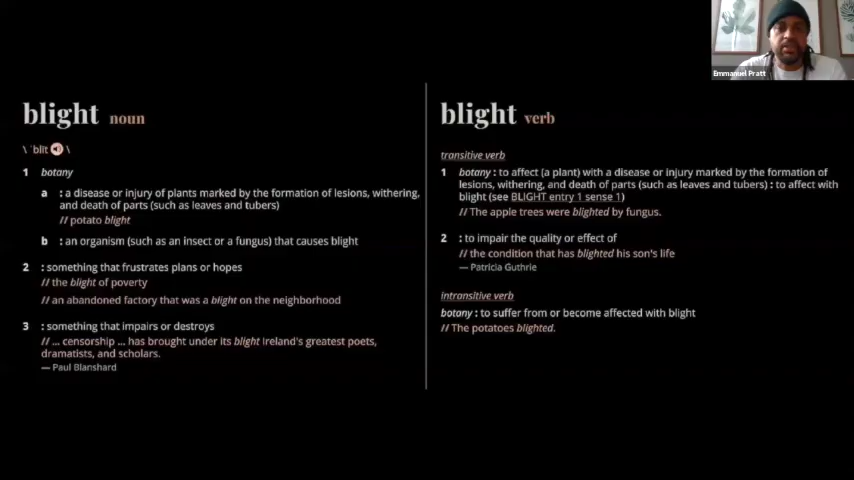 Emmanuel Pratt
blight noun
\ ˈblīt \
1 botany
a : a disease or injury of plants marked by the formation of lesions, withering,
and death of parts (such as leaves and tubers)
// potato blight
b : an organism (such as an insect or a fungus) that causes blight
2 : something that frustrates plans or hopes
// the blight of poverty
// an abandoned factory that was a blight on the neighborhood
3 : something that impairs or destroys
// ... censorship ... has brought under its blight Ireland's greatest poets,
dramatists, and scholars.
— Paul Blanshard
blight verb
transitive verb
1 botany : to affect (a plant) with a disease or injury marked by the formation of
lesions, withering, and death of parts (such as leaves and tubers) : to affect with
blight (see BLIGHT entry 1 sense 1)
// The apple trees were blighted by fungus.
2 : to impair the quality or effect of
// the condition that has blighted his son's life
— Patricia Guthrie
intransitive verb
botany : to suffer from or become affected with blight
// The potatoes blighted.